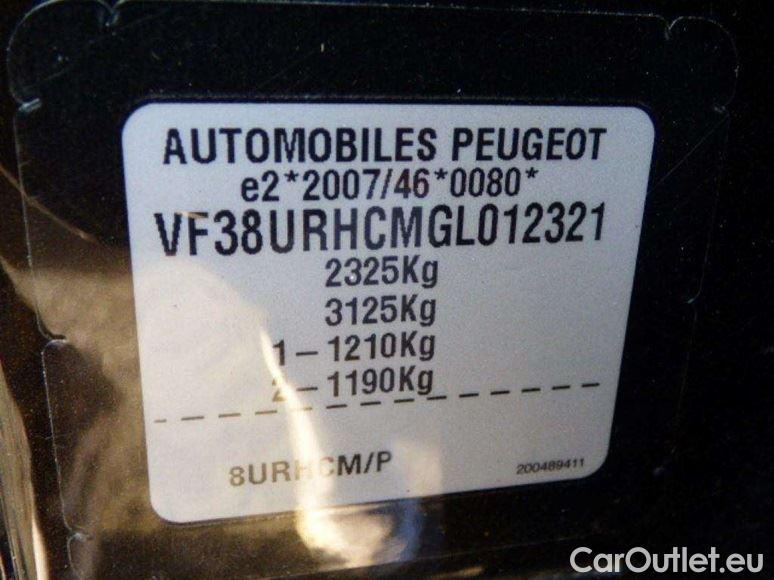 AUTOMOBILES PEUGEOT
e2*2007/46*0080*
VF38URHCMGL012321
2325Kg
3125Kg
1-1210Kg
2-1190Kg
8URHCM/P
200489411
CarOutlet.eu